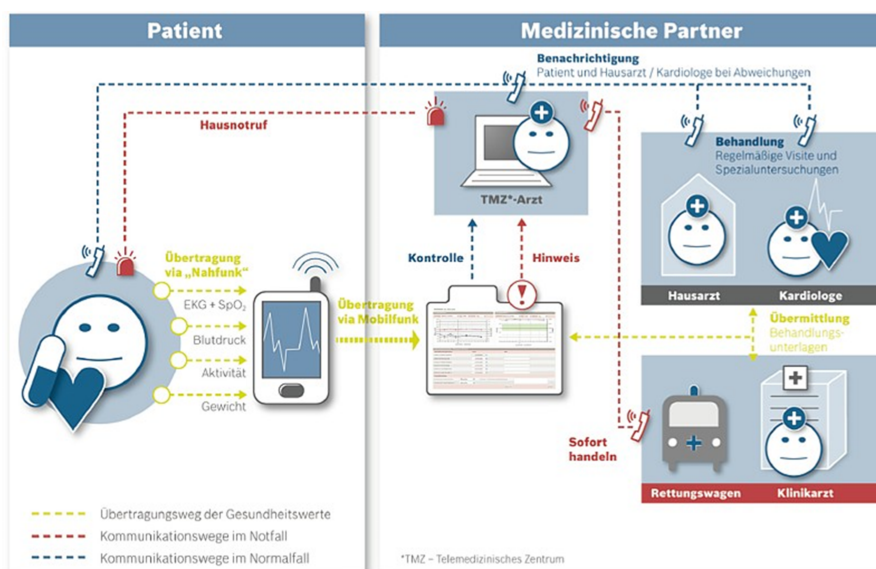 Patient
Medizinische Partner
Benachrichtigung
Patient und Hausarzt / Kardiologe bei Abweichungen
Hausnotruf
Behandlung
Regelmäßige Visite und
Spezialuntersuchungen
TMZ*-Arzt
Übertragung
via „Nahfunk“
EKG + SpO₂
Blutdruck
Aktivität
Gewicht
Übertragung
via Mobilfunk
Kontrolle
Hinweis
Hausarzt
Kardiologe
Übermittlung
Behandlungs-
unterlagen
Sofort
handeln
Rettungswagen
Klinikarzt
Übertragungsweg der Gesundheitswerte
Kommunikationswege im Notfall
Kommunikationswege im Normalfall
*TMZ – Telemedizinisches Zentrum